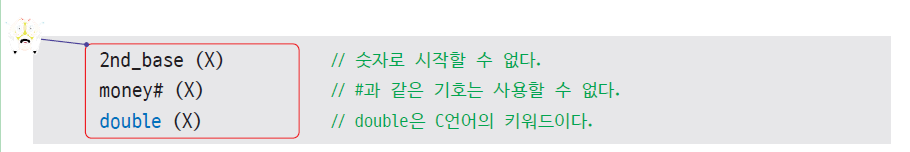 2nd_base (X) // 숫자로 시작할 수 없다.
money# (X) // #과 같은 기호는 사용할 수 없다.
double (X) // double은 C언어의 키워드이다.